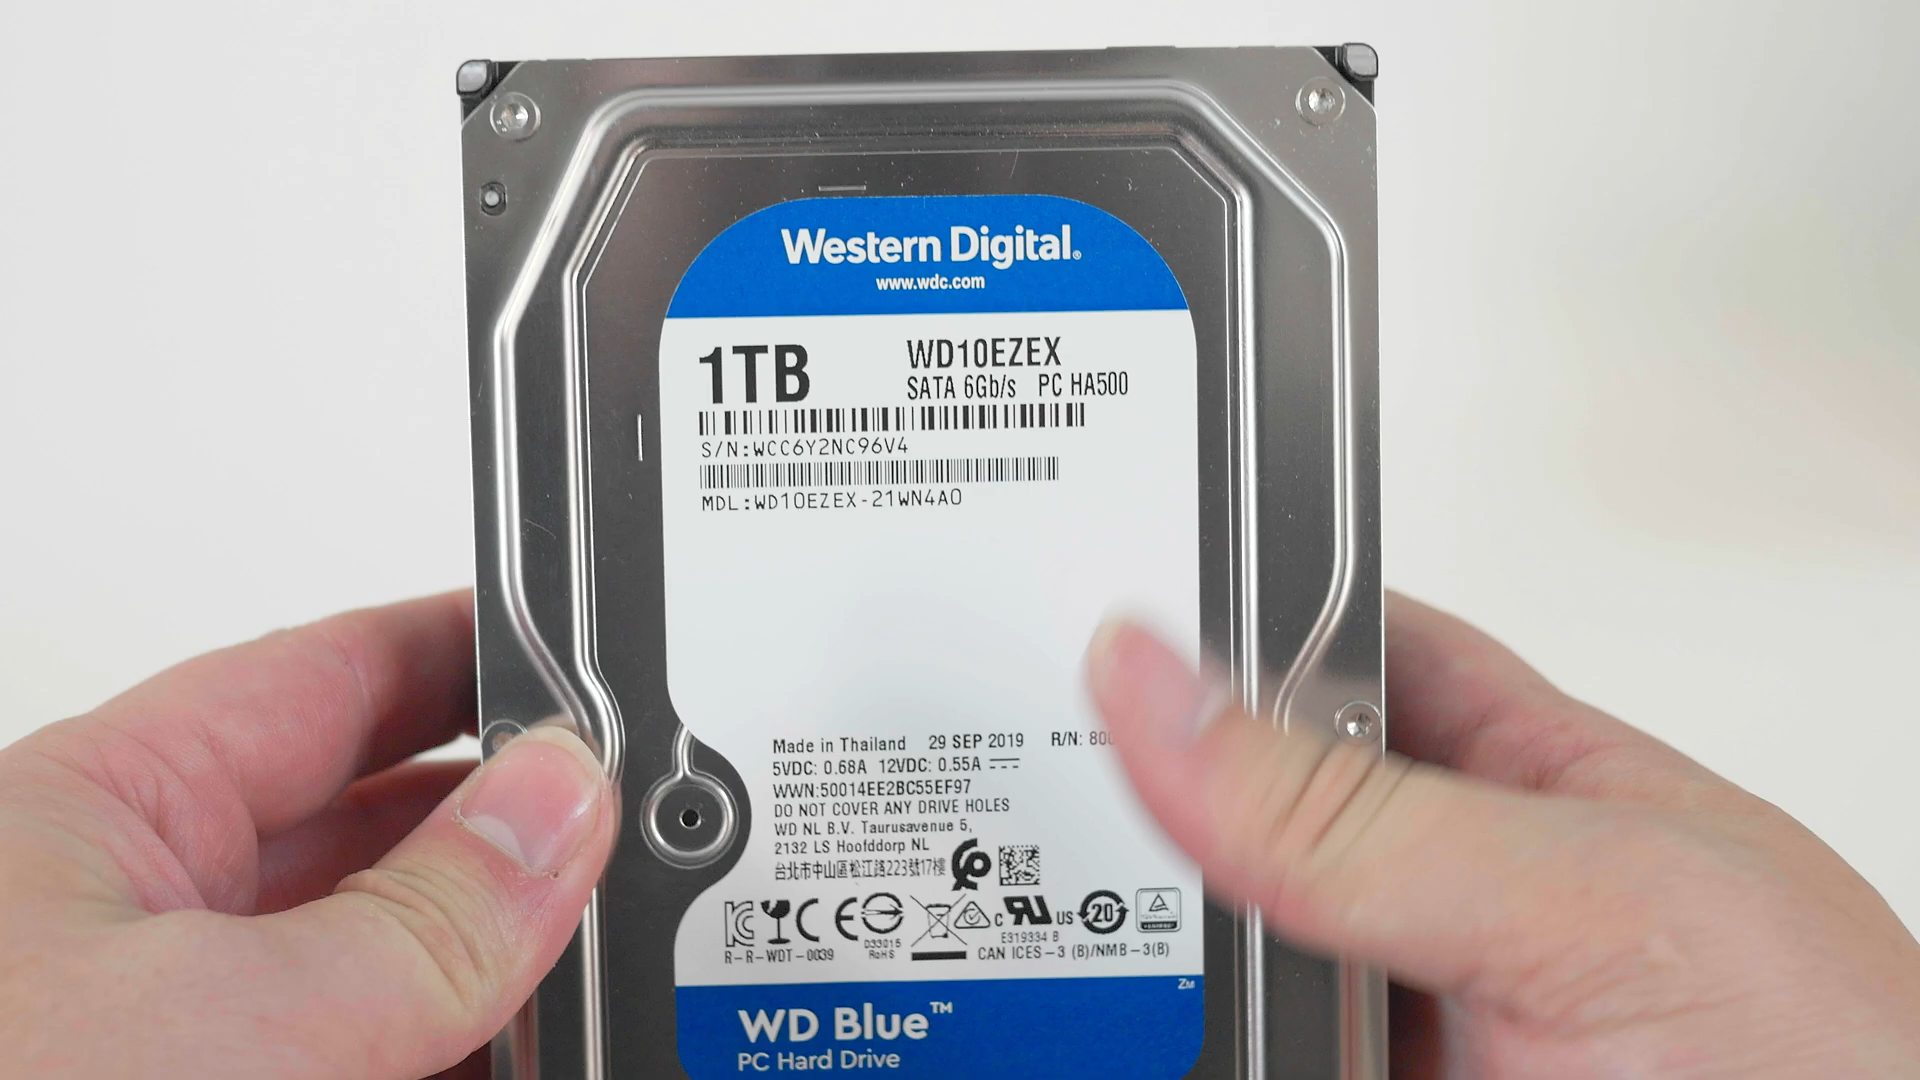 Western Digital®
www.wdc.com
1TB
WD10EZEX
SATA 6Gb/s PC HA500
S/N:WCC6Y2NC96V4
MDL:WD10EZEX-21WN4A0
Made in Thailand 29 SEP 2019 R/N:
5VDC: 0.68A 12VDC: 0.55A
WWN:50014EE2BC55EF97
DO NOT COVER ANY DRIVE HOLES
WD NL B.V. Taurusavenue 5,
2132 LS Hoofddorp NL
台北市中山區松江路223號17樓
CE
C US
20
D33015
RoHS
E319334 B
R-R-WDT-0039
CAN ICES-3 (B)/NMB-3(B)
ZM
WD Blue™
PC Hard Drive